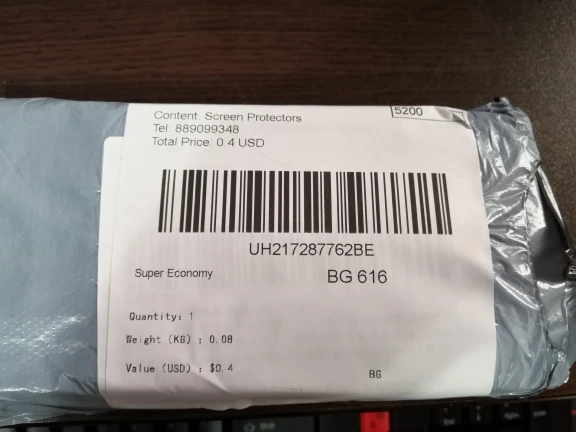 5200
Content: Screen Protectors
Tel: 889099348
Total Price: 0.4 USD
UH217287762BE
Super Economy
BG 616
Quantity: 1
Weight (KG) : 0.08
Value (USD) : $0.4
BG
Shift